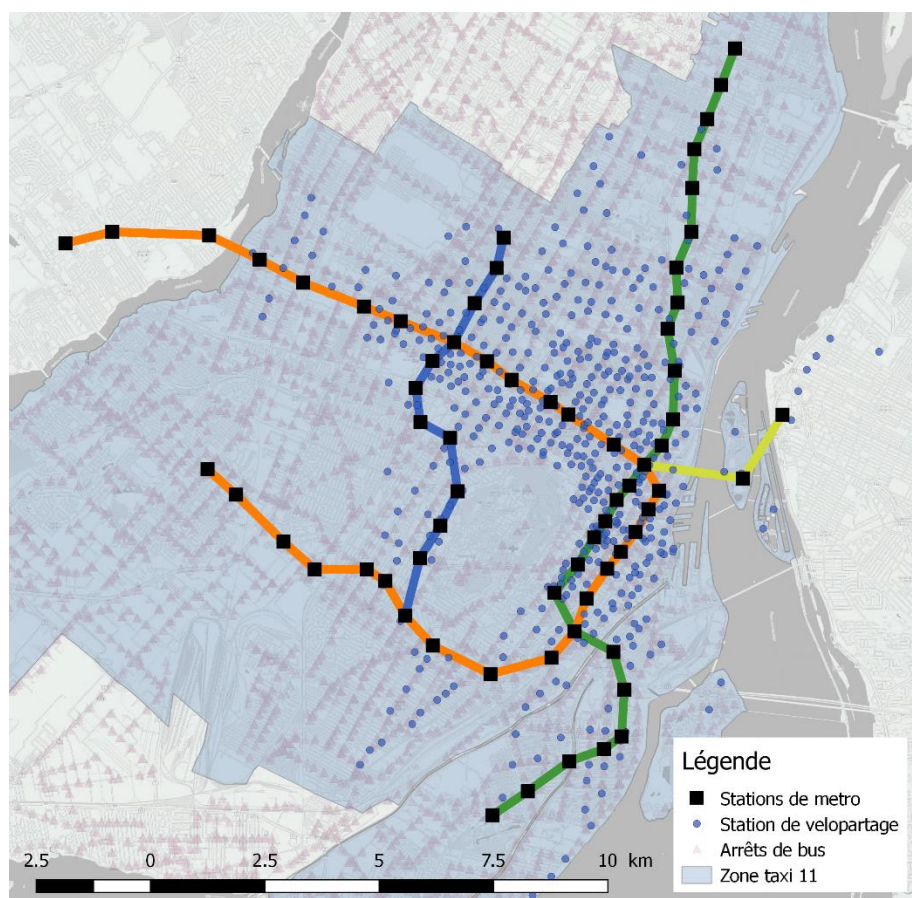 Légende
Stations de metro
Station de velopartage
Arrêts de bus
Zone taxi 11
2.5 0 2.5 5 7.5 10 km